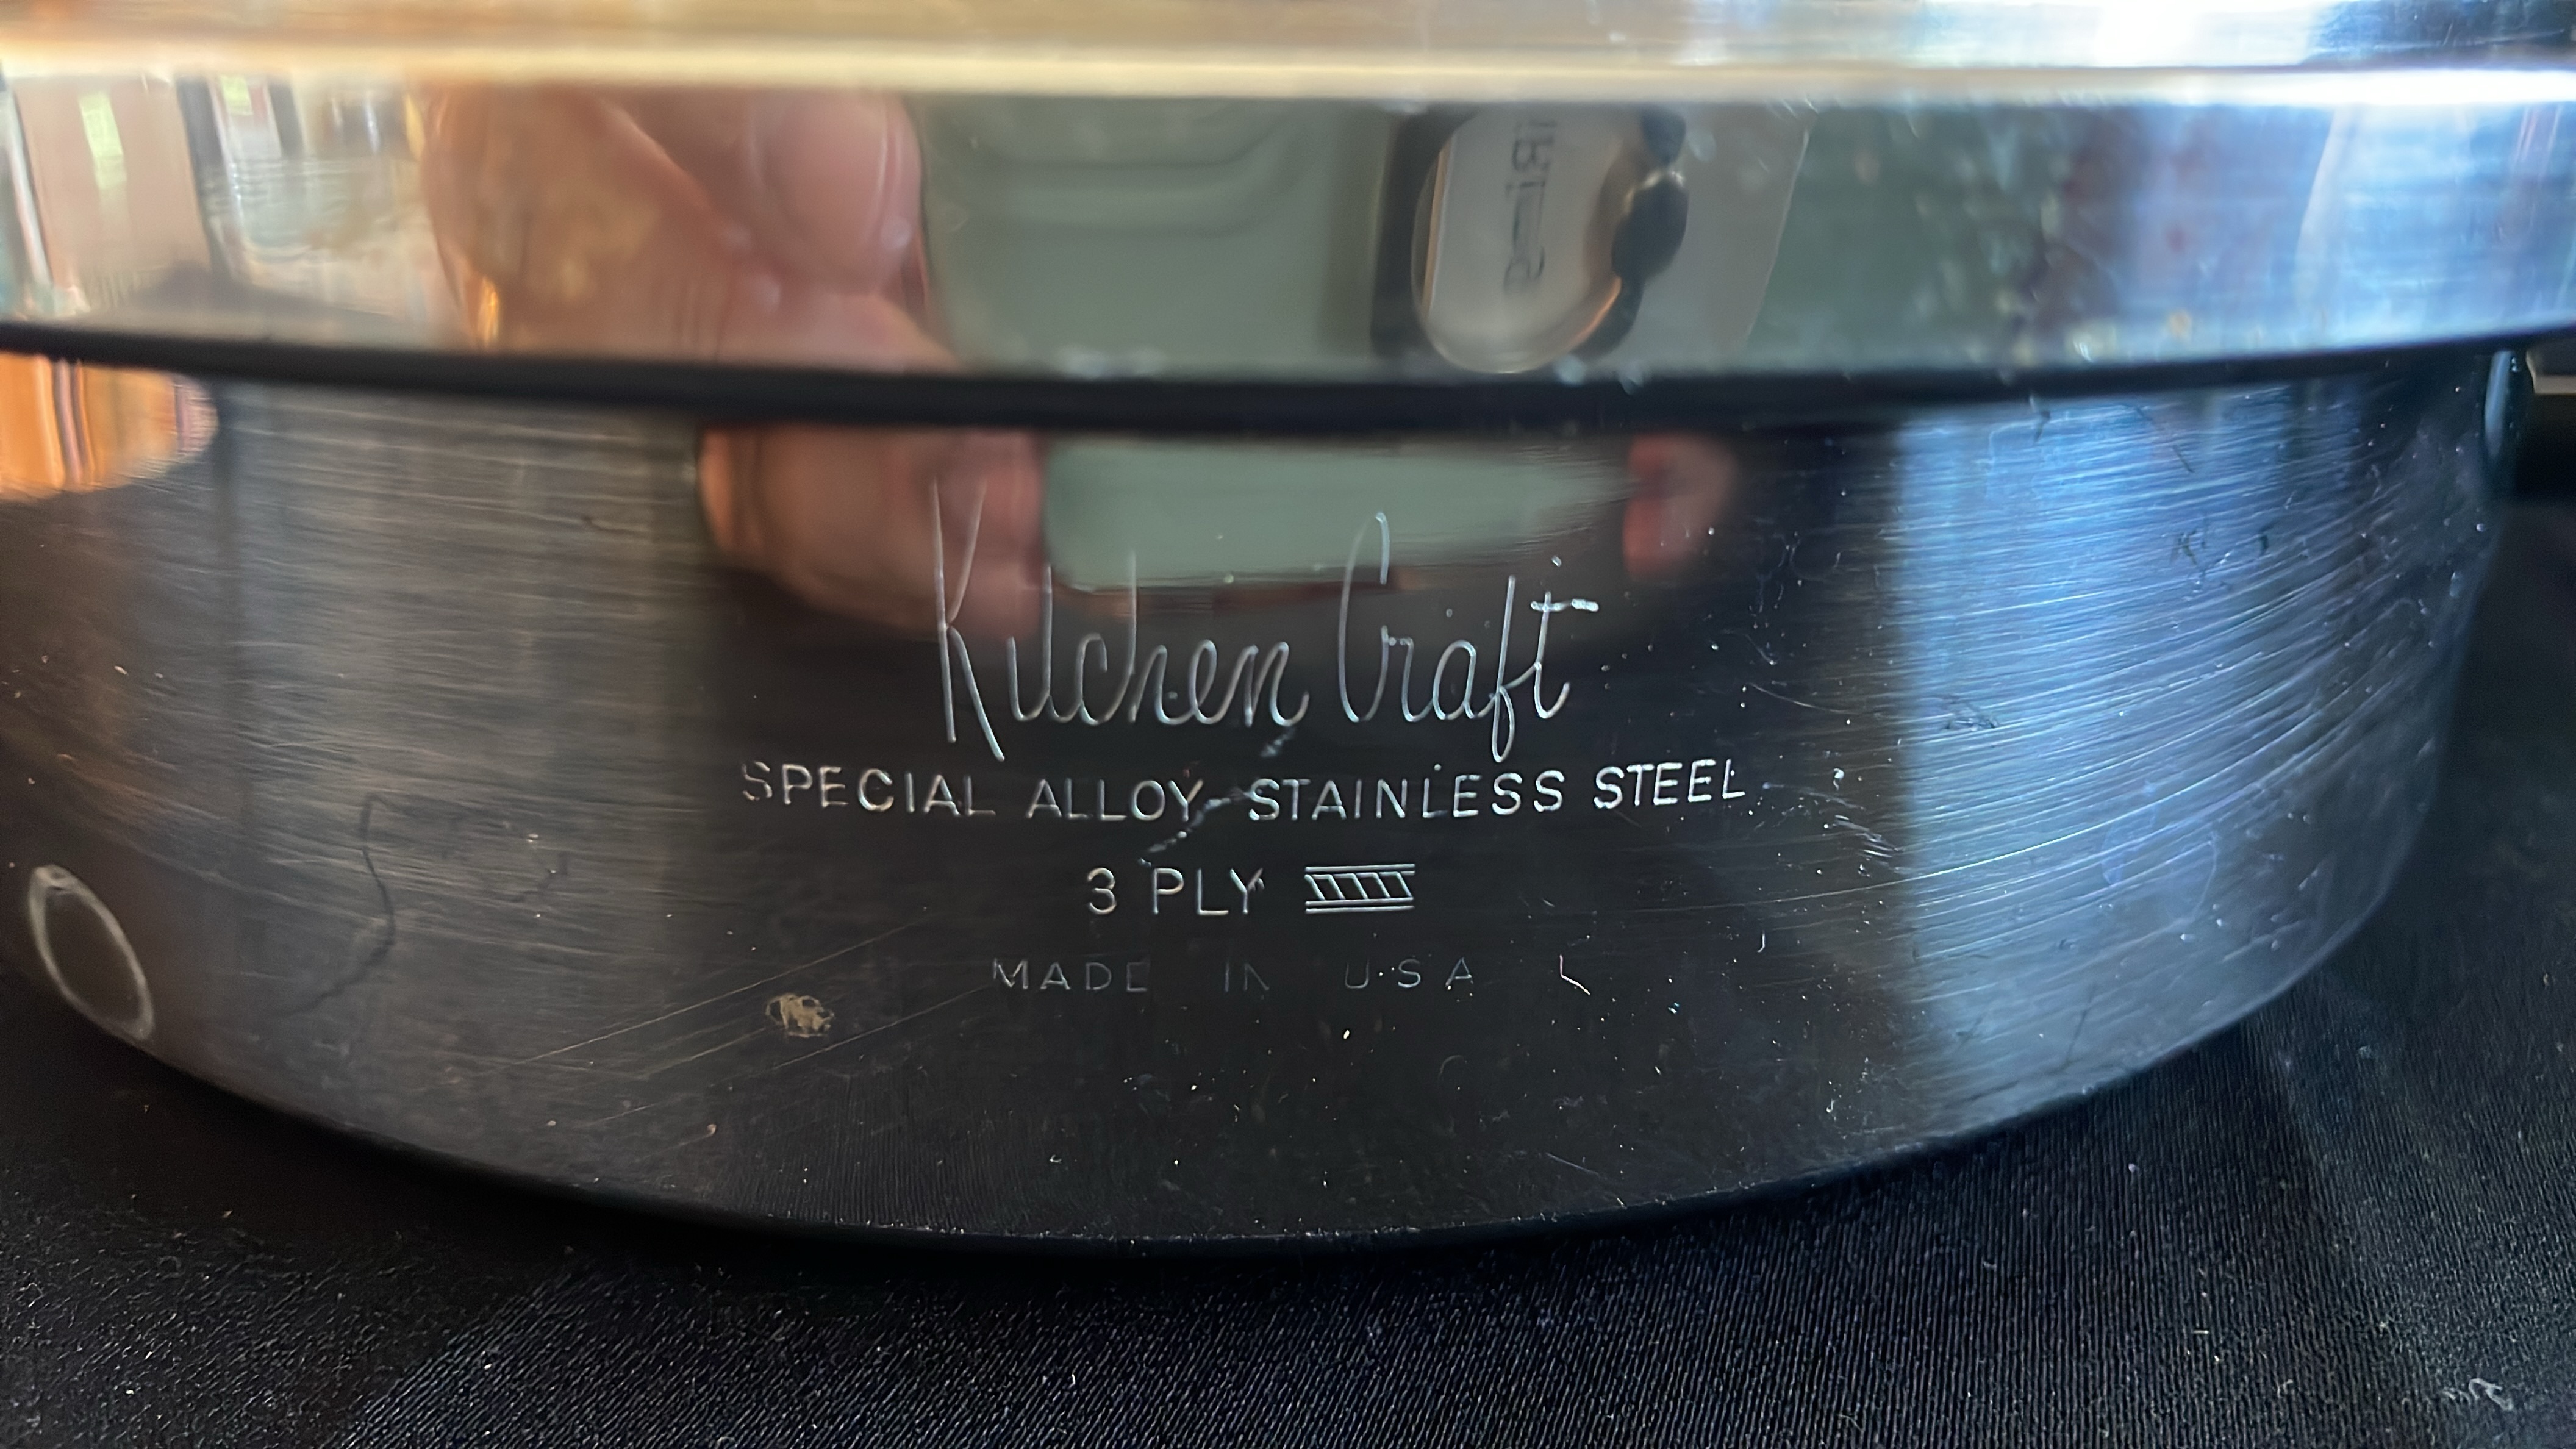 Kitchen Craft
SPECIAL ALLOY STAINLESS STEEL
3 PLY
MADE IN U.S.A